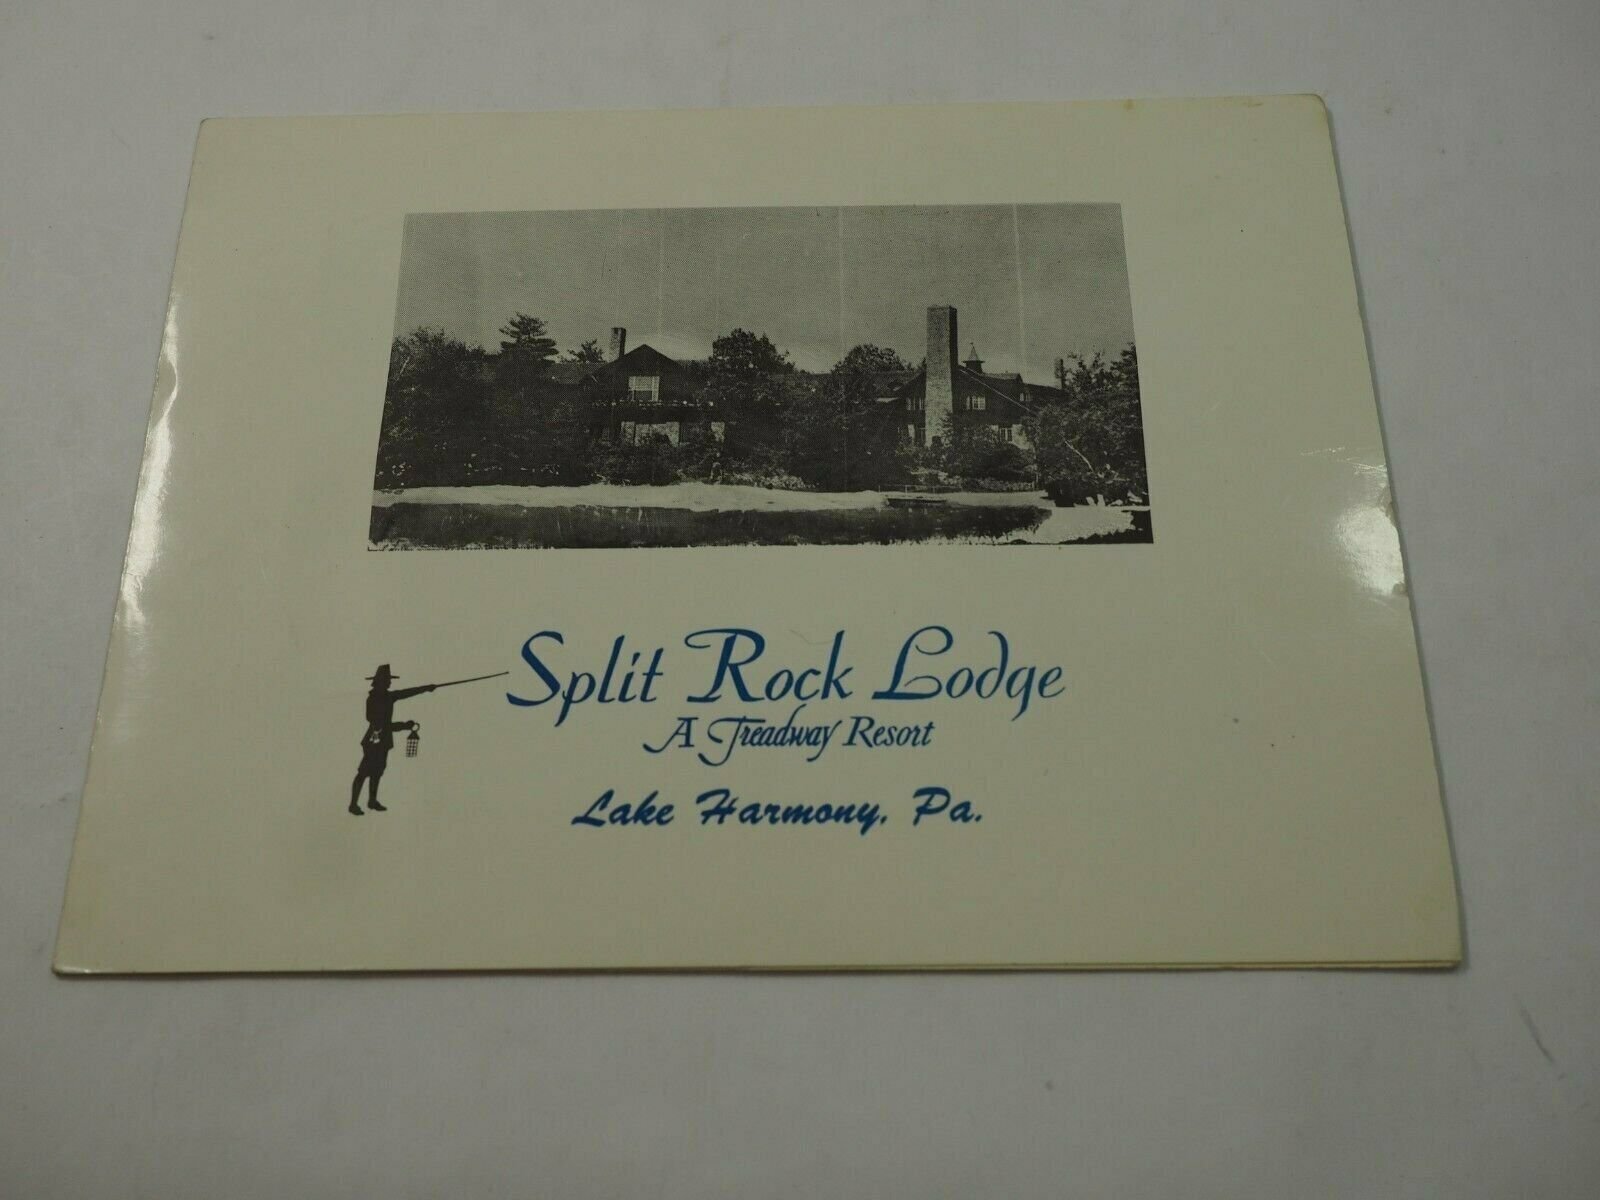 Split Rock Lodge
A Treadway Resort
Lake Harmony, Pa.